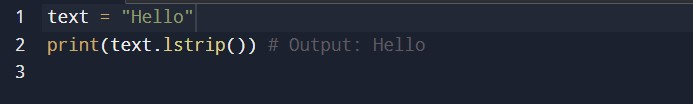 1 text = "Hello"
2 print(text.lstrip()) # Output: Hello
3